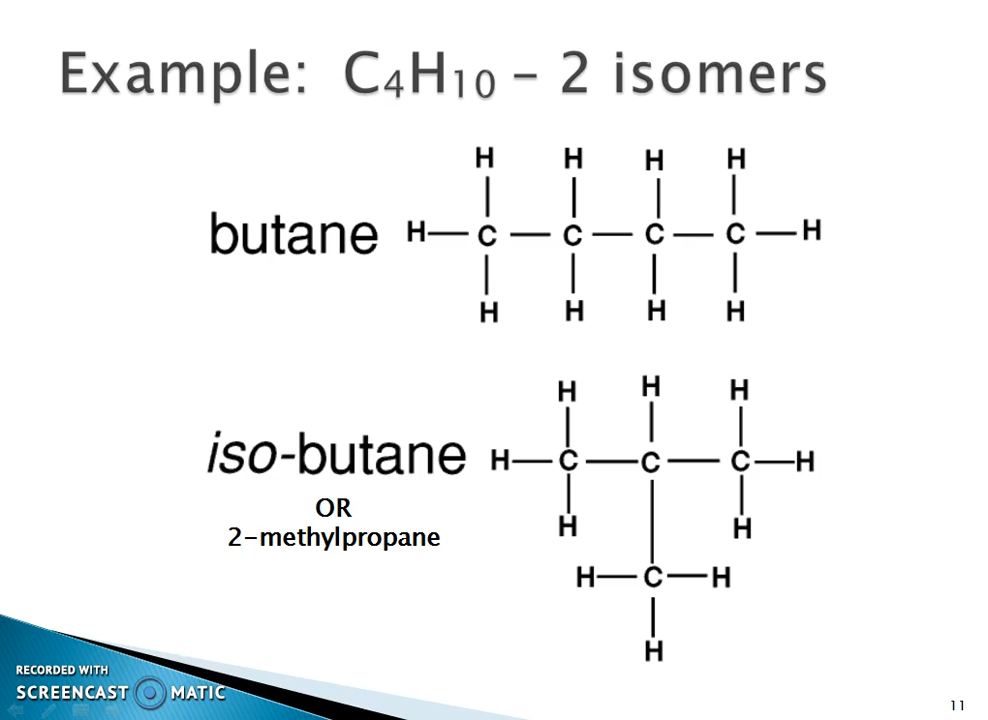 Example: C₄H₁₀ – 2 isomers
H H H H
butane H C C C C H
H H H H
H H H
iso-butane H C C C H
OR
2-methylpropane
H H
H C H
H
RECORDED WITH
SCREENCAST MATIC
11